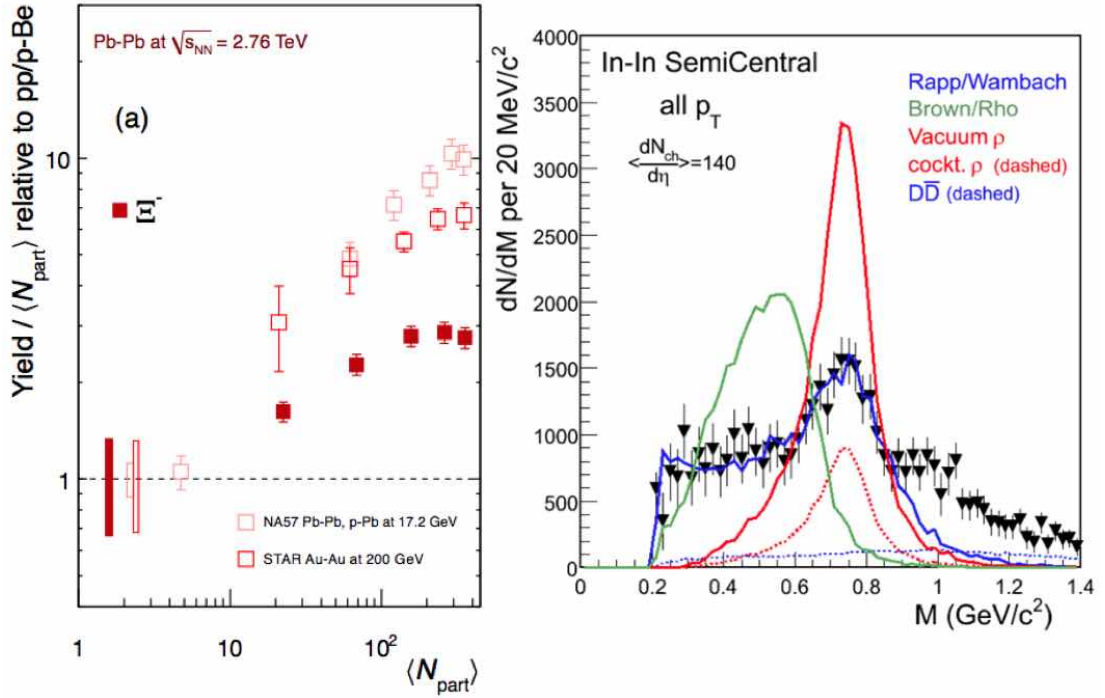 Pb-Pb at √sNN = 2.76 TeV
(a)
Ξ-
NA57 Pb-Pb, p-Pb at 17.2 GeV
STAR Au-Au at 200 GeV
Yield / ⟨Npart⟩ relative to pp/p-Be
10
1
1
10
10²
⟨Npart⟩
In-In SemiCentral
all pT
<dNch/dη>=140
Rapp/Wambach
Brown/Rho
Vacuum ρ
cockt. ρ (dashed)
DD̅ (dashed)
dN/dM per 20 MeV/c²
4000
3500
3000
2500
2000
1500
1000
500
0
0
0.2
0.4
0.6
0.8
1
1.2
1.4
M (GeV/c²)